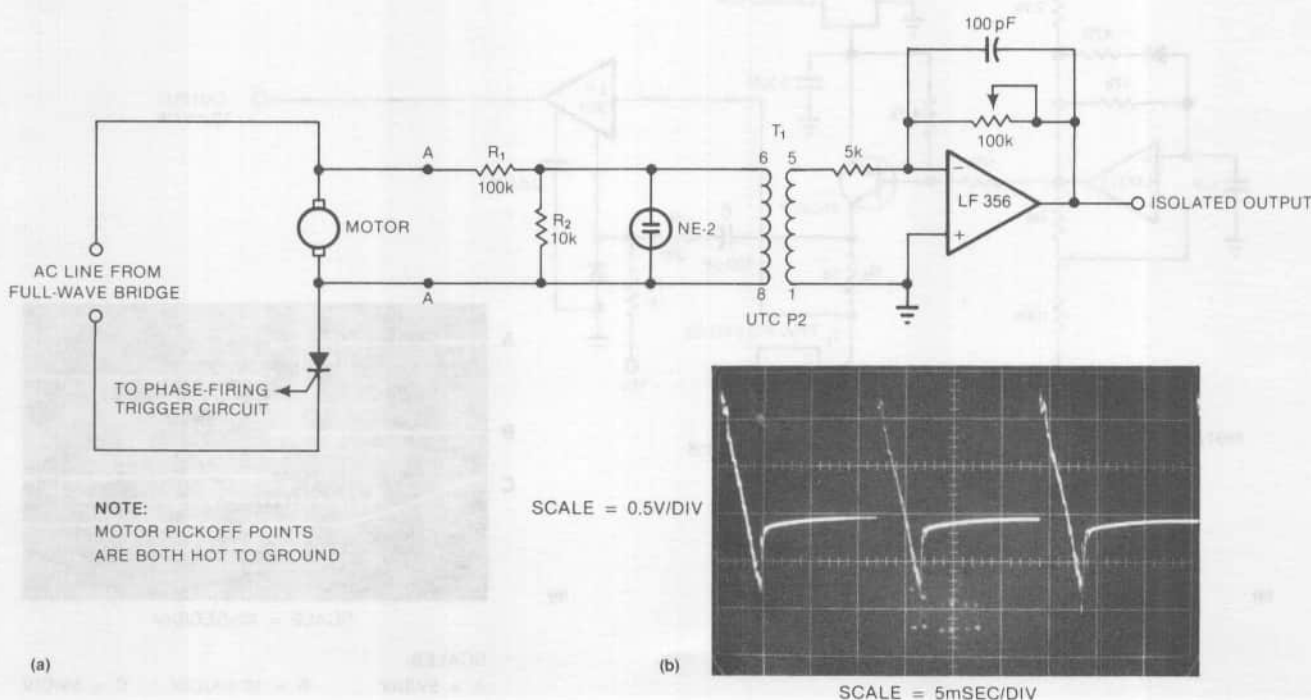 100 pF
100k
T1
6
5
5k
A
R1
100k
R2
10k
NE-2
MOTOR
8
1
A
UTC P2
−
+
LF 356
ISOLATED OUTPUT
AC LINE FROM
FULL-WAVE BRIDGE
TO PHASE-FIRING
TRIGGER CIRCUIT
NOTE:
MOTOR PICKOFF POINTS
ARE BOTH HOT TO GROUND
SCALE = 0.5V/DIV
(a)
(b)
SCALE = 5mSEC/DIV